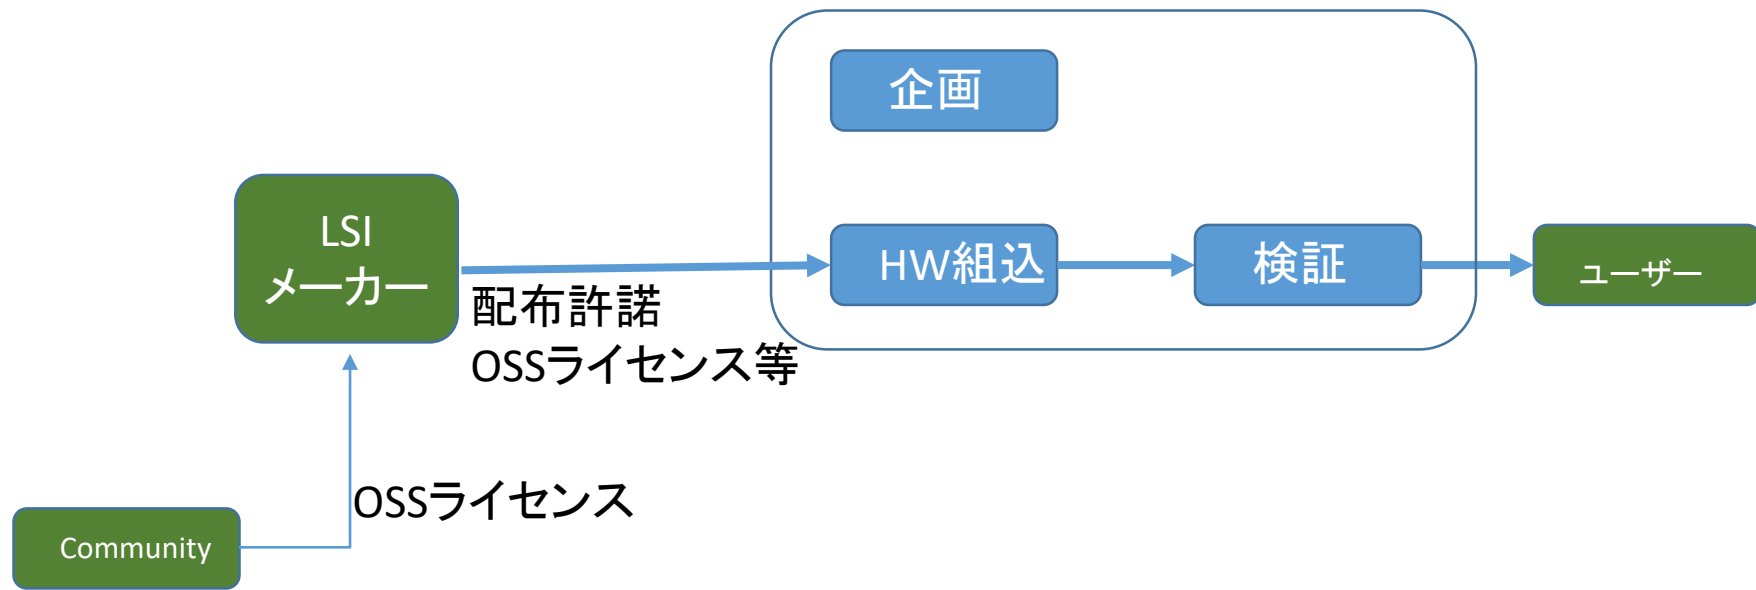 企画
LSI
メーカー
HW組込
検証
ユーザー
配布許諾
OSSライセンス等
OSSライセンス
Community